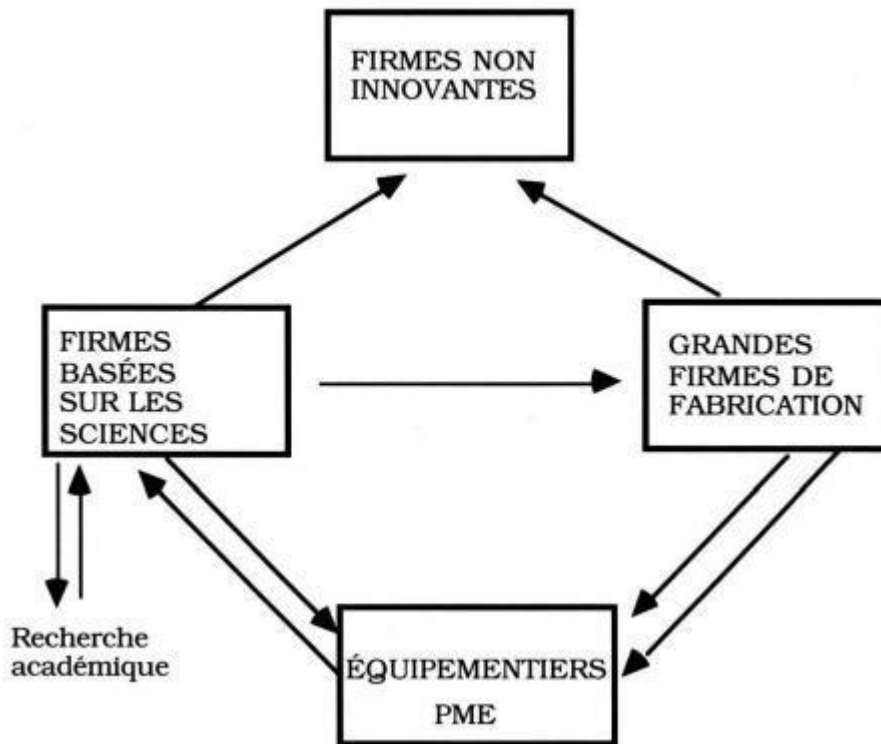 FIRMES NON
INNOVANTES
FIRMES
BASÉES
SUR LES
SCIENCES
GRANDES
FIRMES DE
FABRICATION
Recherche
académique
ÉQUIPEMENTIERS
PME